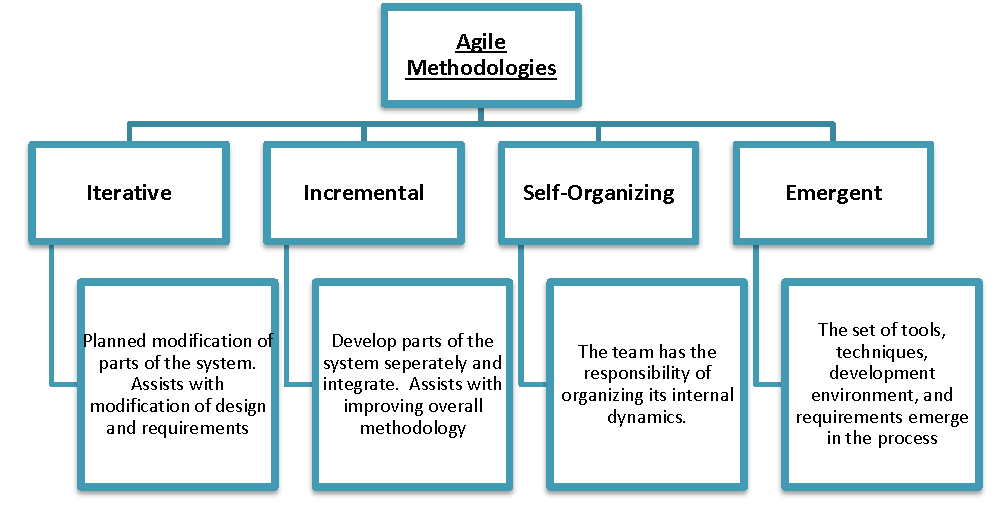 Agile
Methodologies
Iterative
Incremental
Self-Organizing
Emergent
Planned modification of
parts of the system.
Assists with
modification of design
and requirements
Develop parts of the
system seperately and
integrate.  Assists with
improving overall
methodology
The team has the
responsibility of
organizing its internal
dynamics.
The set of tools,
techniques,
development
environment, and
requirements emerge
in the process